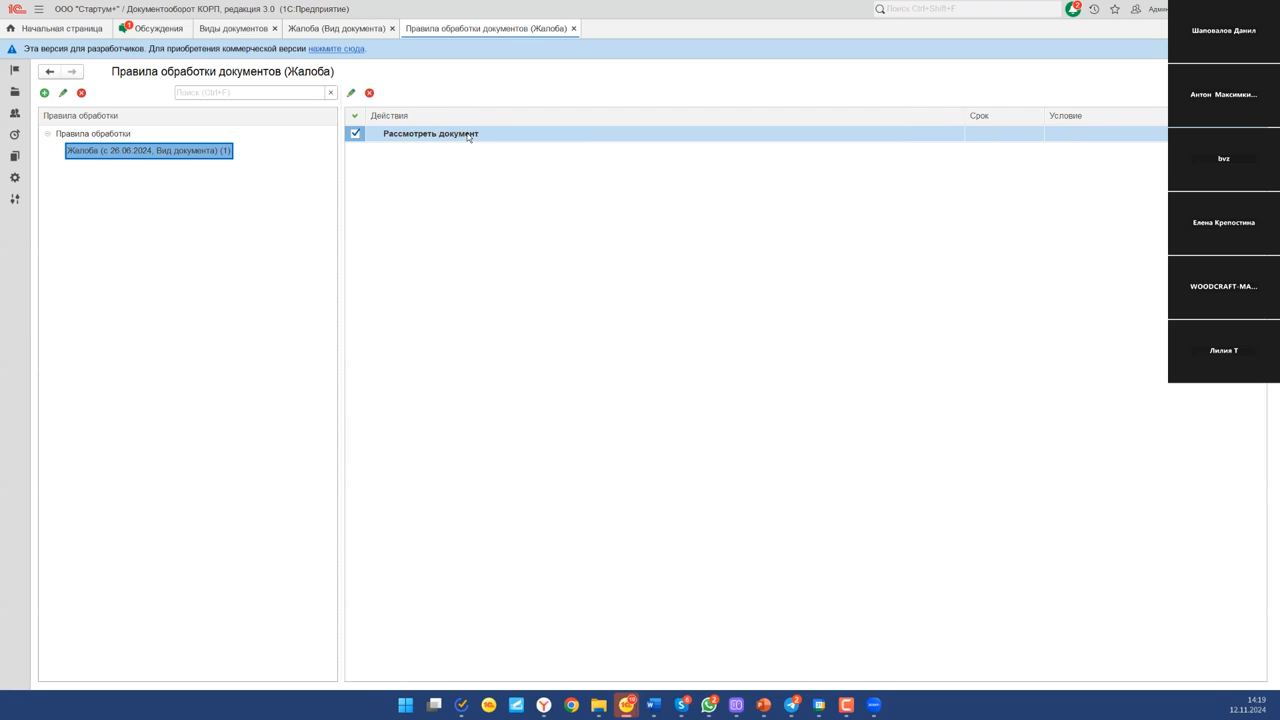 ООО "Стартум+" / Документооборот КОРП, редакция 3.0 (1С:Предприятие)
Поиск Ctrl+Shift+F
2
Начальная страница
1
Обсуждения
Виды документов
Жалоба (Вид документа)
Правила обработки документов (Жалоба)
Эта версия для разработчиков. Для приобретения коммерческой версии нажмите сюда.
Правила обработки документов (Жалоба)
Поиск (Ctrl+F)
Правила обработки
Действия
Срок
Условие
Правила обработки
Рассмотреть документ
Жалоба (с 26.06.2024, Вид документа) (1)
Шаповалов Данил
Антон Максимки...
bvz
Елена Крепостина
WOODCRAFT-MA...
Лилия Т
14:19
12.11.2024